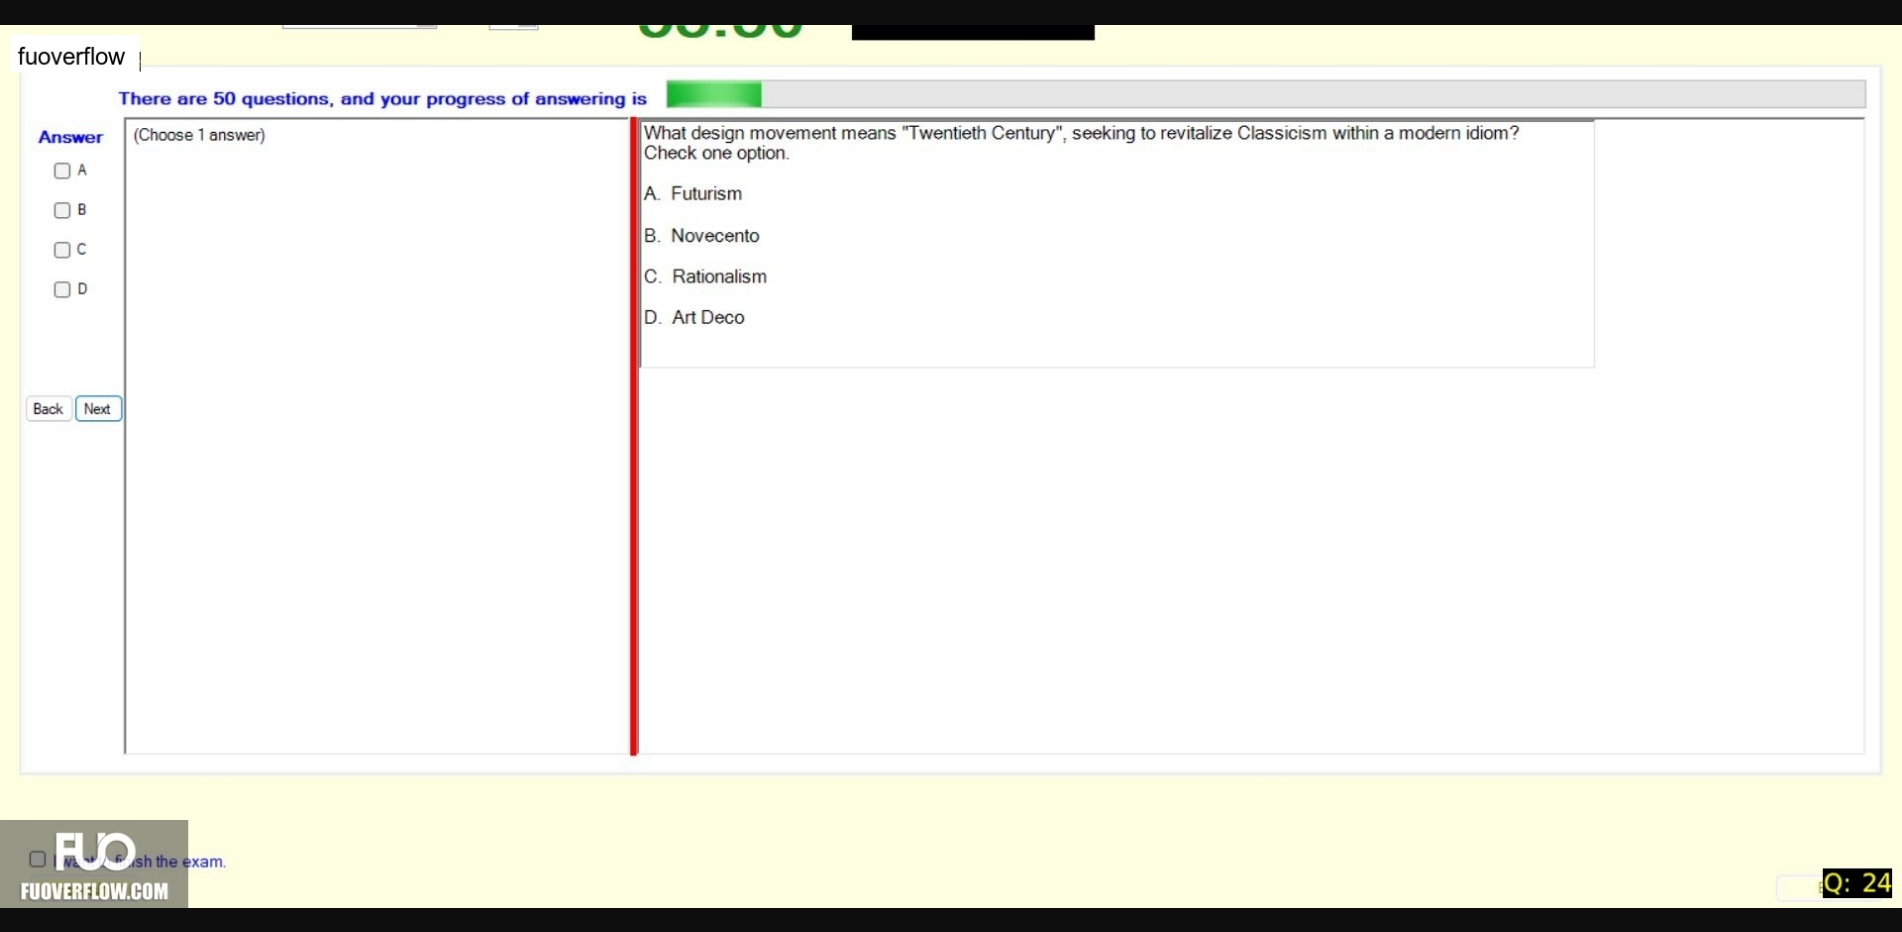 fuoverflow
There are 50 questions, and your progress of answering is
Answer
(Choose 1 answer)
A
B
C
D
Back
Next
What design movement means "Twentieth Century", seeking to revitalize Classicism within a modern idiom?
Check one option.
A. Futurism
B. Novecento
C. Rationalism
D. Art Deco
finish the exam.
FUO
FUOVERFLOW.COM
Q: 24